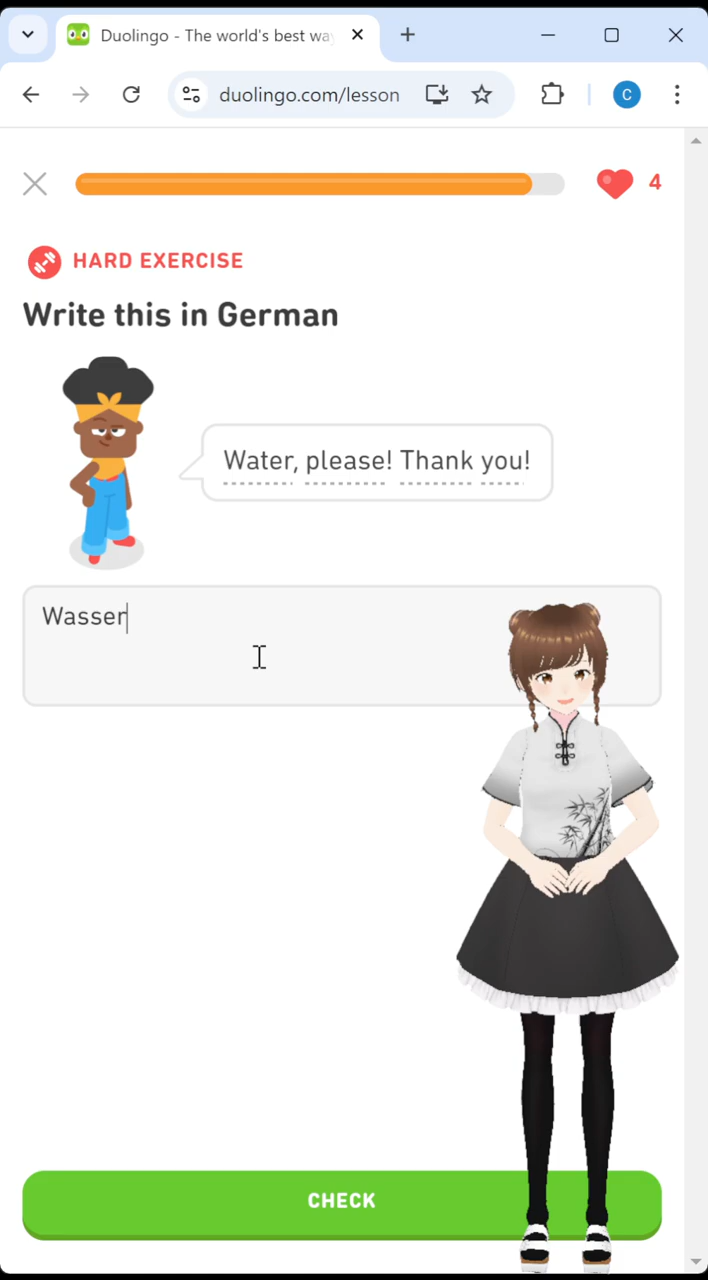 Duolingo - The world's best wa
duolingo.com/lesson
C
4
HARD EXERCISE
Write this in German
Water, please! Thank you!
Wasser
CHECK